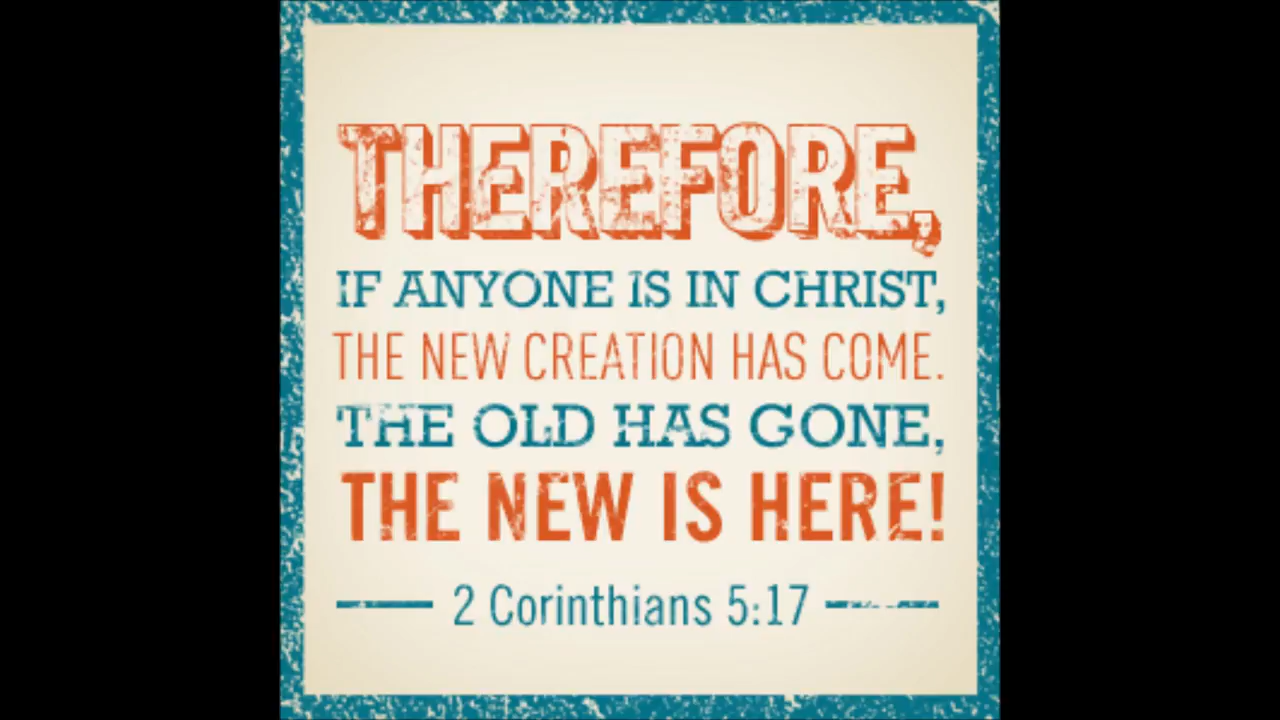 THEREFORE,
IF ANYONE IS IN CHRIST,
THE NEW CREATION HAS COME.
THE OLD HAS GONE,
THE NEW IS HERE!
2 Corinthians 5:17